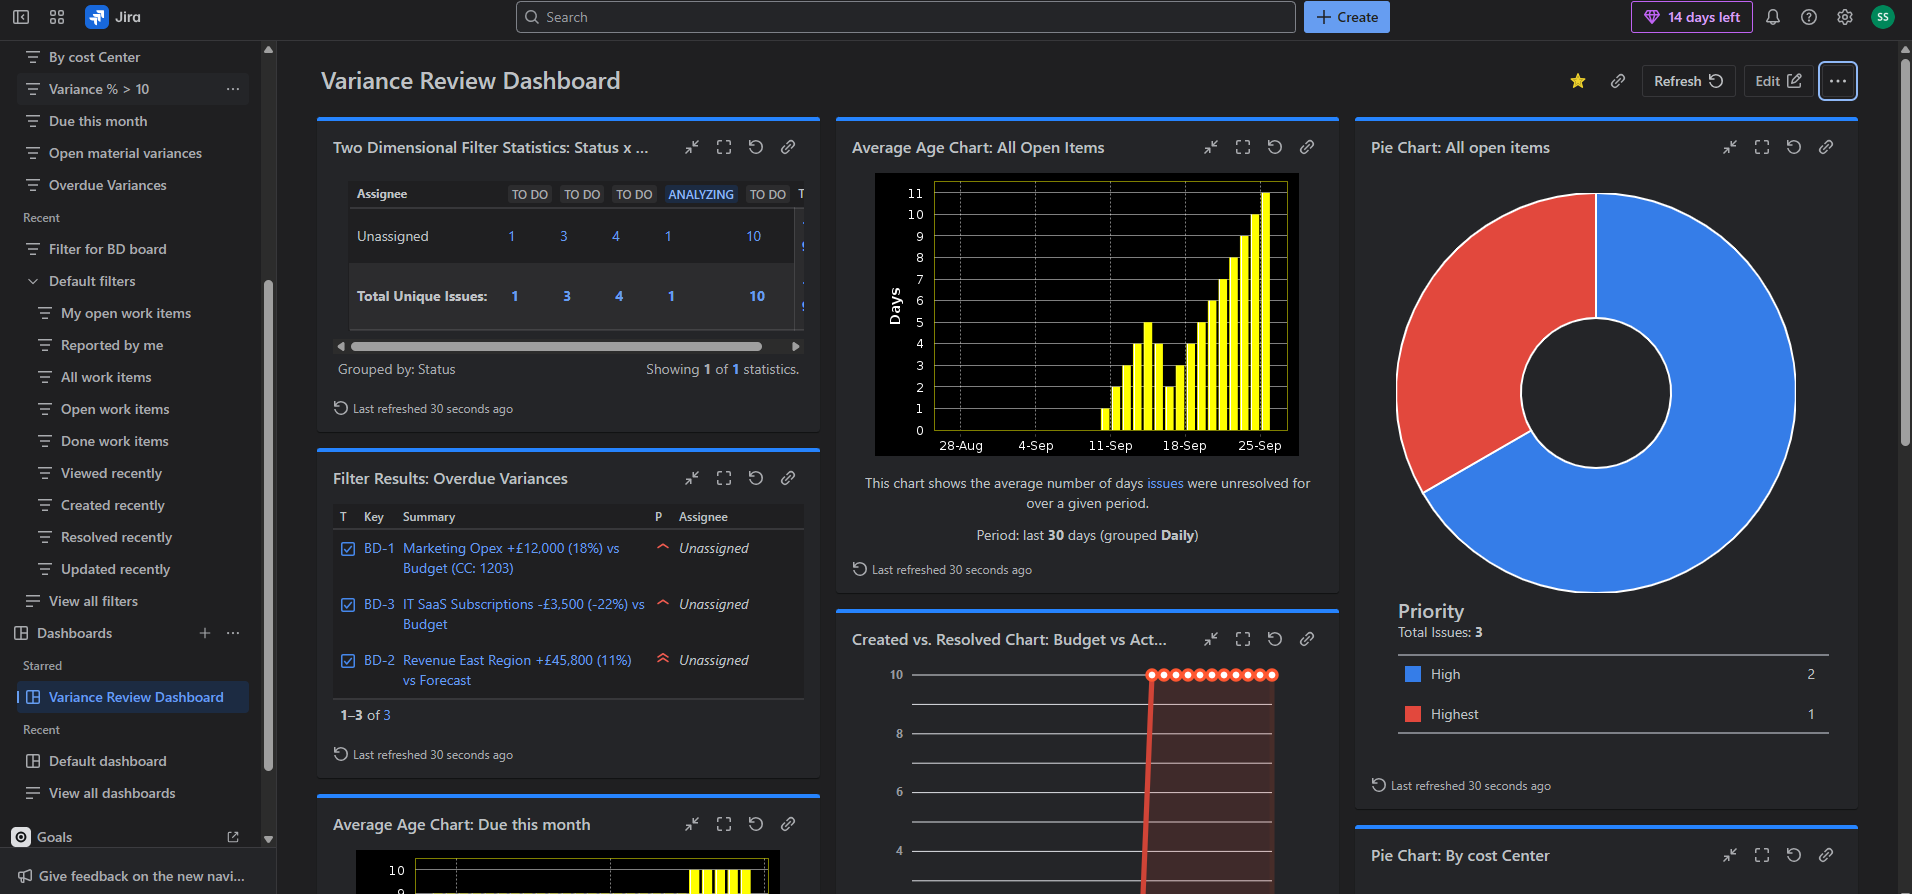 Jira
Search
Create
14 days left
SS
By cost Center
Variance % > 10
Due this month
Open material variances
Overdue Variances
Recent
Filter for BD board
Default filters
My open work items
Reported by me
All work items
Open work items
Done work items
Viewed recently
Created recently
Resolved recently
Updated recently
View all filters
Dashboards
Starred
Variance Review Dashboard
Recent
Default dashboard
View all dashboards
Goals
Give feedback on the new navi...
Variance Review Dashboard
Refresh
Edit
Two Dimensional Filter Statistics: Status x ...
Assignee TO DO TO DO TO DO ANALYZING TO DO T
Unassigned 1 3 4 1 10
Total Unique Issues: 1 3 4 1 10
Grouped by: Status Showing 1 of 1 statistics.
Last refreshed 30 seconds ago
Filter Results: Overdue Variances
T Key Summary P Assignee
BD-1 Marketing Opex +£12,000 (18%) vs Unassigned
Budget (CC: 1203)
BD-3 IT SaaS Subscriptions -£3,500 (-22%) vs Unassigned
Budget
BD-2 Revenue East Region +£45,800 (11%) Unassigned
vs Forecast
1–3 of 3
Last refreshed 30 seconds ago
Average Age Chart: Due this month
10
9
Average Age Chart: All Open Items
11
10
9
8
7
6
5
4
3
2
1
0
Days
28-Aug 4-Sep 11-Sep 18-Sep 25-Sep
This chart shows the average number of days issues were unresolved for
over a given period.
Period: last 30 days (grouped Daily)
Last refreshed 30 seconds ago
Created vs. Resolved Chart: Budget vs Act...
10
8
6
4
Pie Chart: All open items
Priority
Total Issues: 3
High 2
Highest 1
Last refreshed 30 seconds ago
Pie Chart: By cost Center